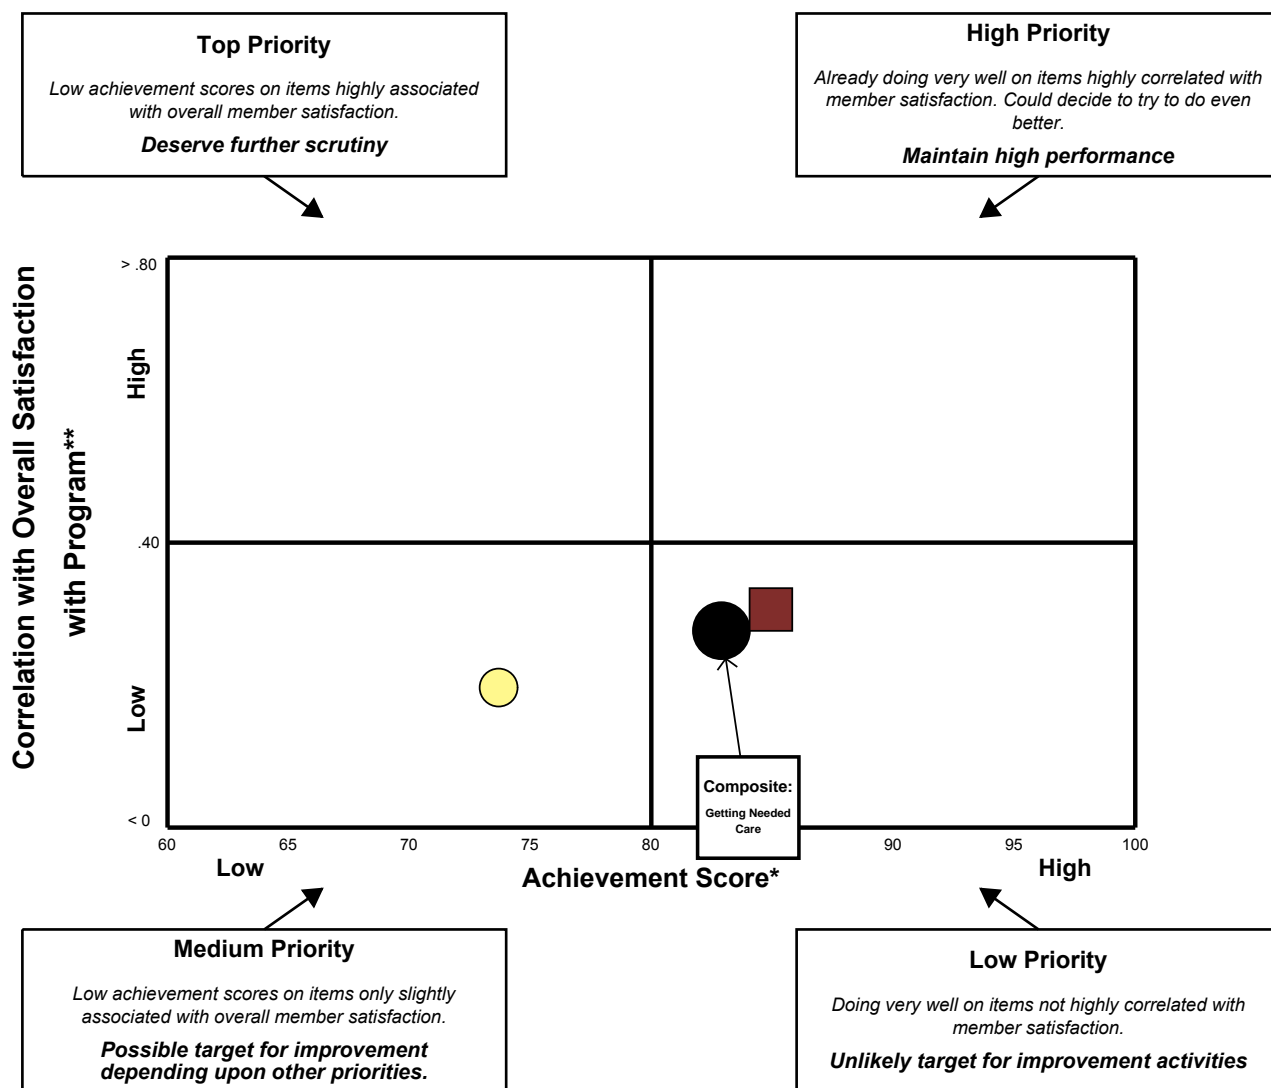 Top Priority
Low achievement scores on items highly associated
with overall member satisfaction.
Deserve further scrutiny
High Priority
Already doing very well on items highly correlated with
member satisfaction. Could decide to try to do even
better.
Maintain high performance
Correlation with Overall Satisfaction
with Program**
> .80
High
.40
Low
< 0
Composite:
Getting Needed
Care
60
65
70
75
80
90
95
100
Low
Achievement Score*
High
Medium Priority
Low achievement scores on items only slightly
associated with overall member satisfaction.
Possible target for improvement
depending upon other priorities.
Low Priority
Doing very well on items not highly correlated with
member satisfaction.
Unlikely target for improvement activities